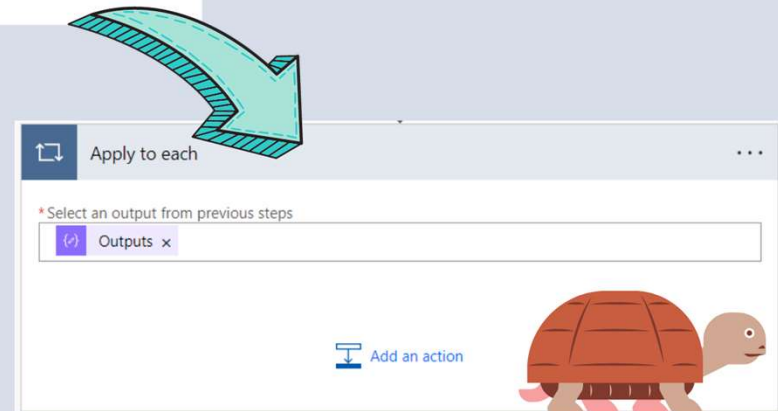 Apply to each
* Select an output from previous steps
Outputs ×
Add an action